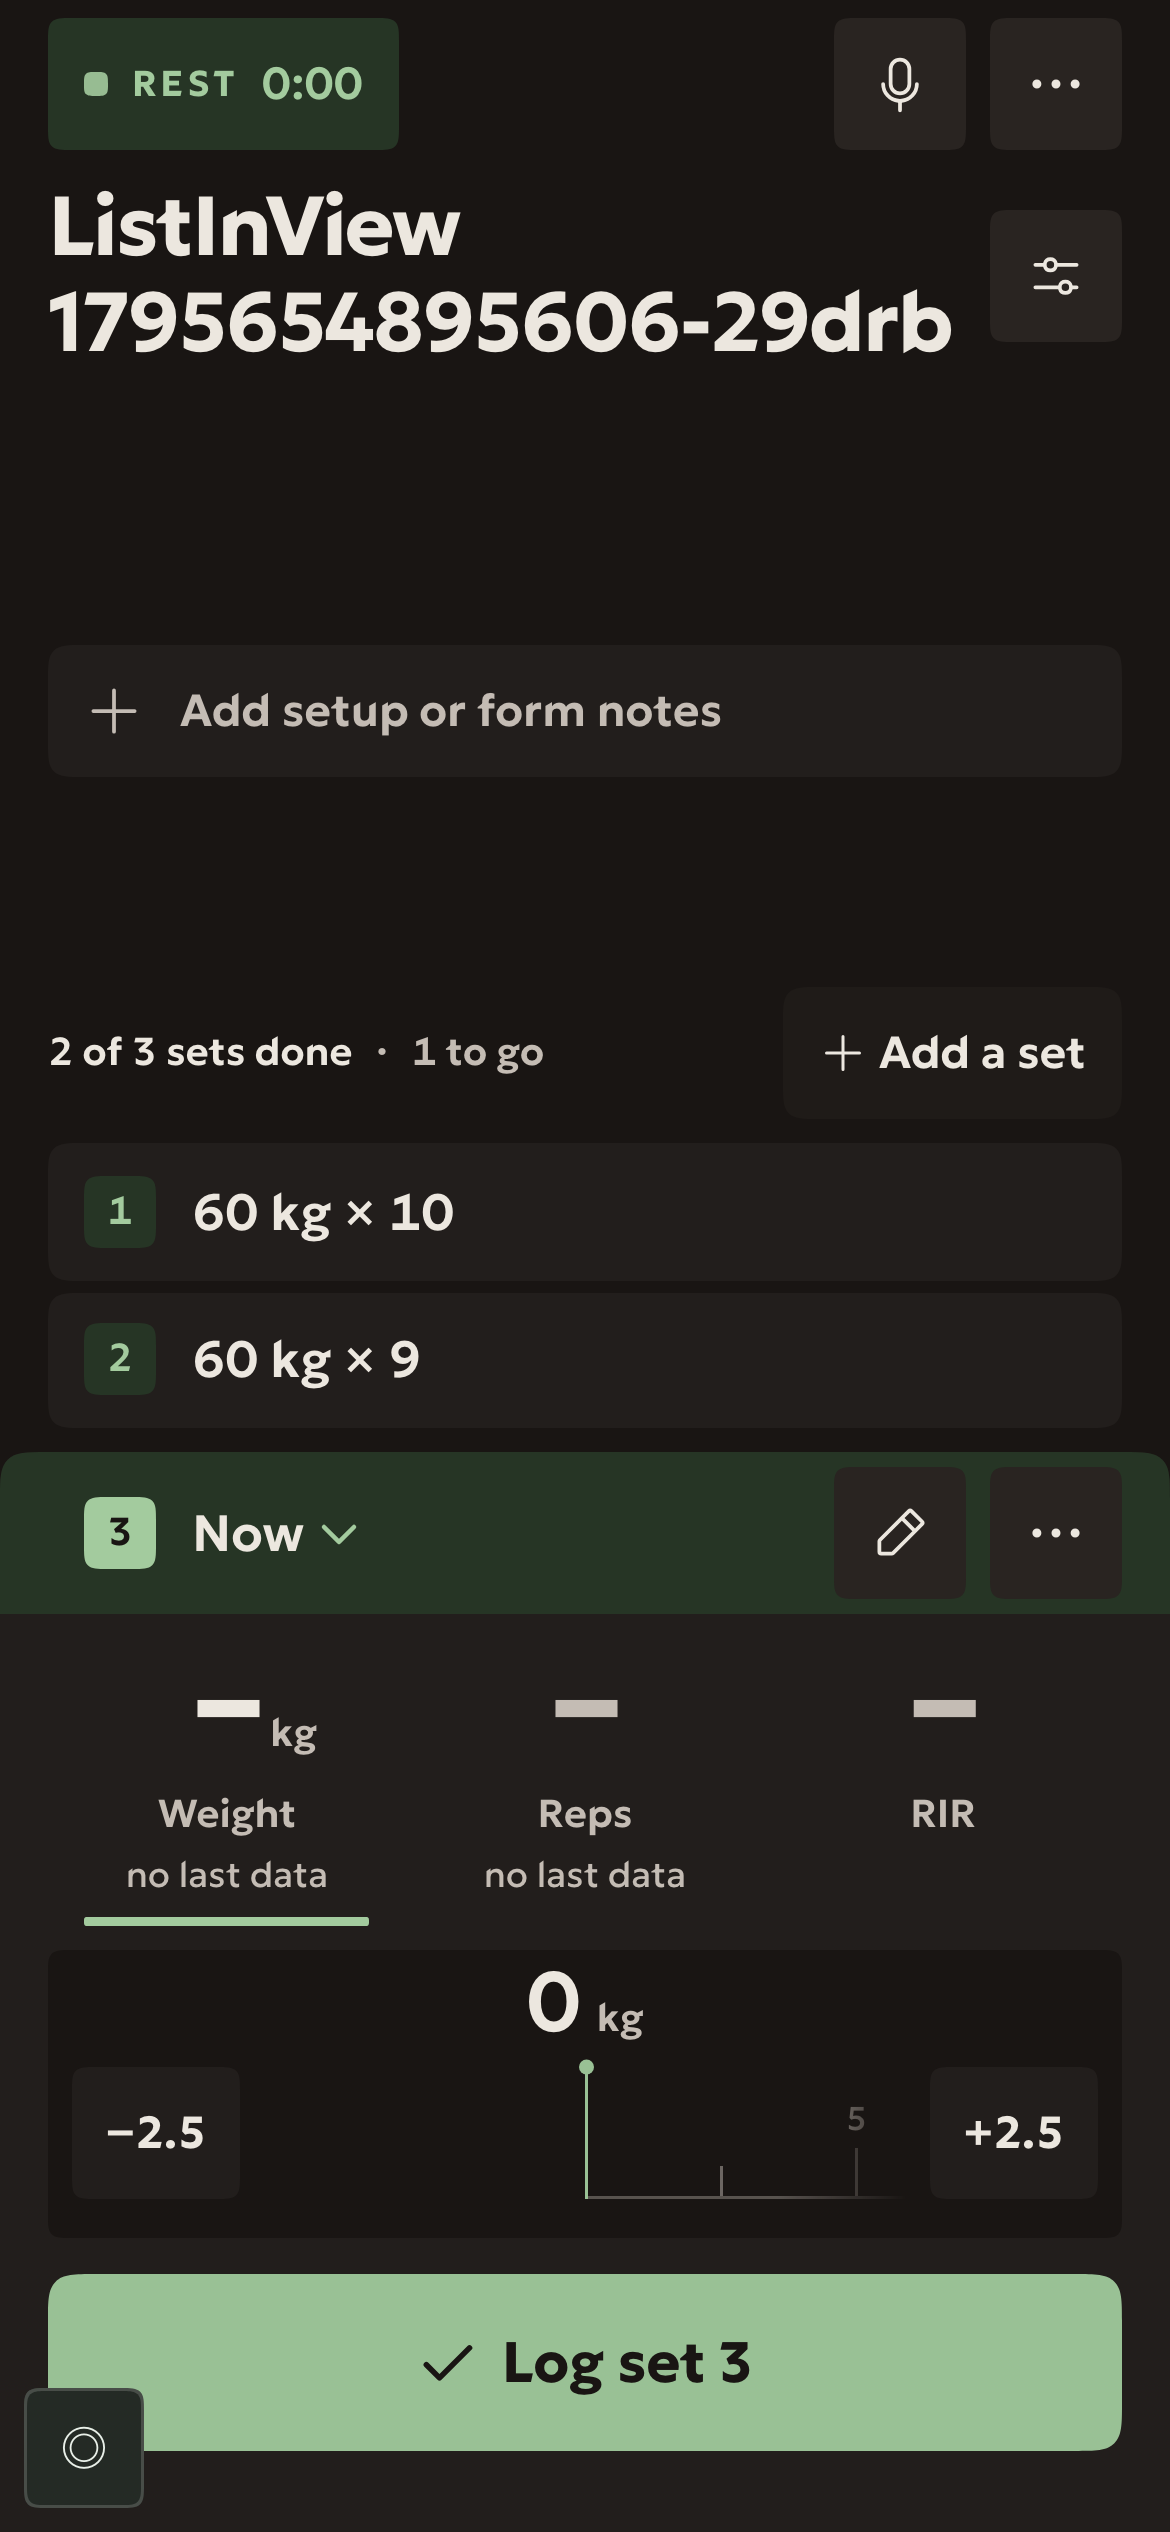 REST 0:00
ListInView
1795654895606-29drb
Add setup or form notes
2 of 3 sets done · 1 to go
+ Add a set
1 60 kg × 10
2 60 kg × 9
3 Now
– kg – –
Weight Reps RIR
no last data no last data
0 kg
−2.5 5 +2.5
Log set 3